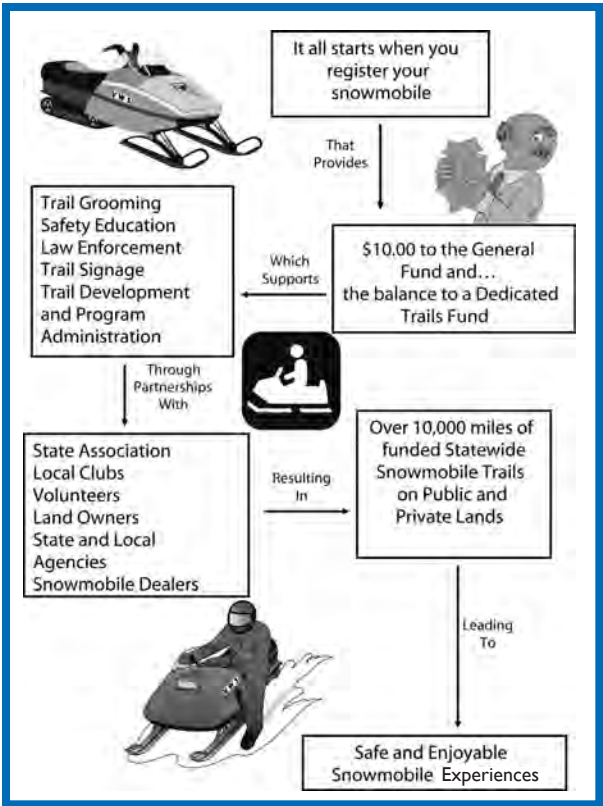 It all starts when you
register your
snowmobile
That
Provides
$10.00 to the General
Fund and...
the balance to a Dedicated
Trails Fund
Which
Supports
Trail Grooming
Safety Education
Law Enforcement
Trail Signage
Trail Development
and Program
Administration
Through
Partnerships
With
State Association
Local Clubs
Volunteers
Land Owners
State and Local
Agencies
Snowmobile Dealers
Resulting
In
Over 10,000 miles of
funded Statewide
Snowmobile Trails
on Public and
Private Lands
Leading
To
Safe and Enjoyable
Snowmobile Experiences